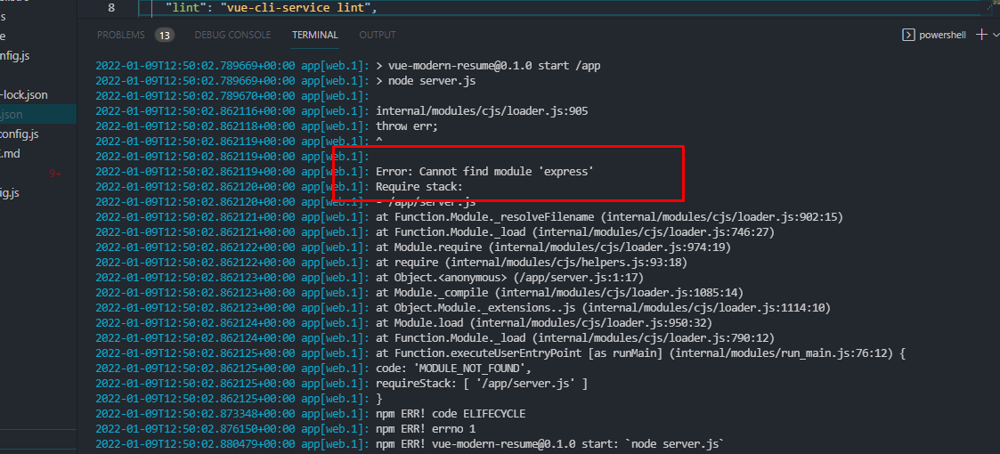 8 "lint": "vue-cli-service lint",
s
e
nfig.js
-lock.json
.json
config.js
.md
9+
ig.js
PROBLEMS 13 DEBUG CONSOLE TERMINAL OUTPUT powershell
2022-01-09T12:50:02.789669+00:00 app[web.1]: > vue-modern-resume@0.1.0 start /app
2022-01-09T12:50:02.789669+00:00 app[web.1]: > node server.js
2022-01-09T12:50:02.789670+00:00 app[web.1]:
2022-01-09T12:50:02.862116+00:00 app[web.1]: internal/modules/cjs/loader.js:905
2022-01-09T12:50:02.862118+00:00 app[web.1]: throw err;
2022-01-09T12:50:02.862119+00:00 app[web.1]: ^
2022-01-09T12:50:02.862119+00:00 app[web.1]:
2022-01-09T12:50:02.862119+00:00 app[web.1]: Error: Cannot find module 'express'
2022-01-09T12:50:02.862120+00:00 app[web.1]: Require stack:
2022-01-09T12:50:02.862120+00:00 app[web.1]: - /app/server.js
2022-01-09T12:50:02.862121+00:00 app[web.1]: at Function.Module._resolveFilename (internal/modules/cjs/loader.js:902:15)
2022-01-09T12:50:02.862121+00:00 app[web.1]: at Function.Module._load (internal/modules/cjs/loader.js:746:27)
2022-01-09T12:50:02.862122+00:00 app[web.1]: at Module.require (internal/modules/cjs/loader.js:974:19)
2022-01-09T12:50:02.862122+00:00 app[web.1]: at require (internal/modules/cjs/helpers.js:93:18)
2022-01-09T12:50:02.862123+00:00 app[web.1]: at Object.<anonymous> (/app/server.js:1:17)
2022-01-09T12:50:02.862123+00:00 app[web.1]: at Module._compile (internal/modules/cjs/loader.js:1085:14)
2022-01-09T12:50:02.862123+00:00 app[web.1]: at Object.Module._extensions..js (internal/modules/cjs/loader.js:1114:10)
2022-01-09T12:50:02.862124+00:00 app[web.1]: at Module.load (internal/modules/cjs/loader.js:950:32)
2022-01-09T12:50:02.862124+00:00 app[web.1]: at Function.Module._load (internal/modules/cjs/loader.js:790:12)
2022-01-09T12:50:02.862125+00:00 app[web.1]: at Function.executeUserEntryPoint [as runMain] (internal/modules/run_main.js:76:12) {
2022-01-09T12:50:02.862125+00:00 app[web.1]: code: 'MODULE_NOT_FOUND',
2022-01-09T12:50:02.862125+00:00 app[web.1]: requireStack: [ '/app/server.js' ]
2022-01-09T12:50:02.862125+00:00 app[web.1]: }
2022-01-09T12:50:02.873348+00:00 app[web.1]: npm ERR! code ELIFECYCLE
2022-01-09T12:50:02.876150+00:00 app[web.1]: npm ERR! errno 1
2022-01-09T12:50:02.880479+00:00 app[web.1]: npm ERR! vue-modern-resume@0.1.0 start: `node server.js`